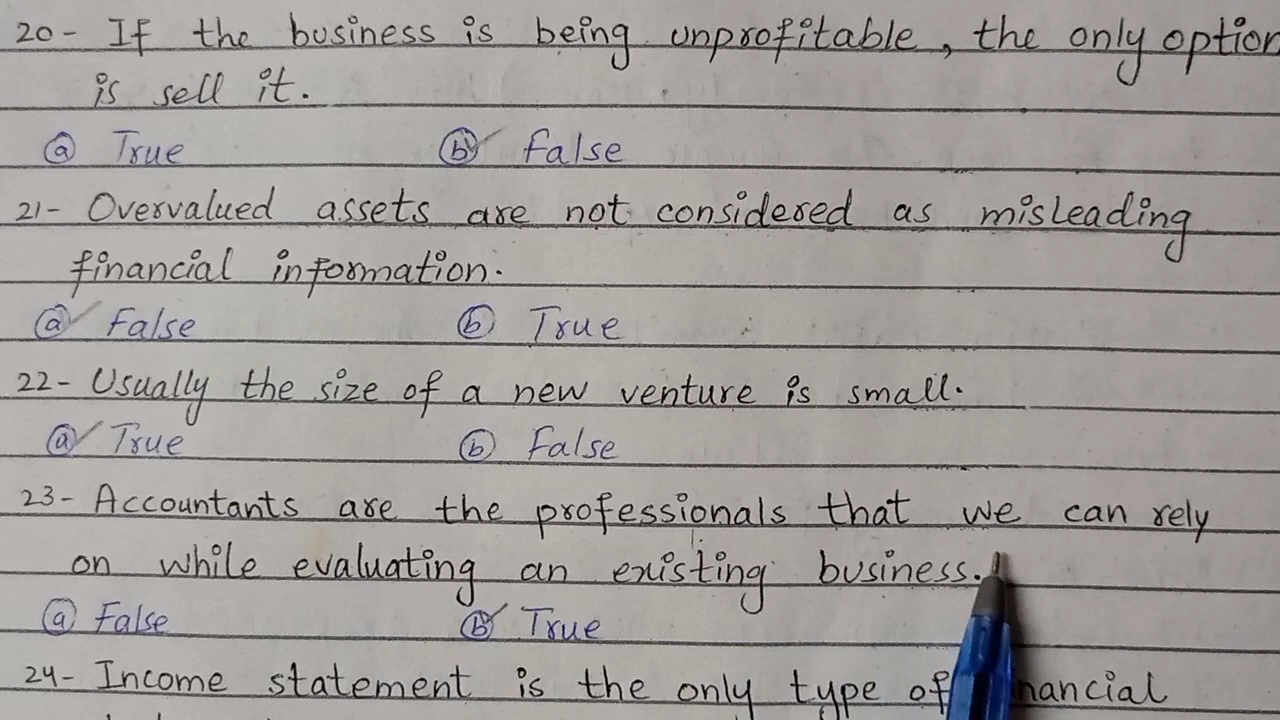 20- If the business is being unprofitable, the only option
is sell it.
ⓐ True ⓑ✓ False
21- Overvalued assets are not considered as misleading
financial information.
ⓐ✓ False ⓑ True
22- Usually the size of a new venture is small.
ⓐ✓ True ⓑ False
23- Accountants are the professionals that we can rely
on while evaluating an existing business.
ⓐ False ⓑ✓ True
24- Income statement is the only type of nancial